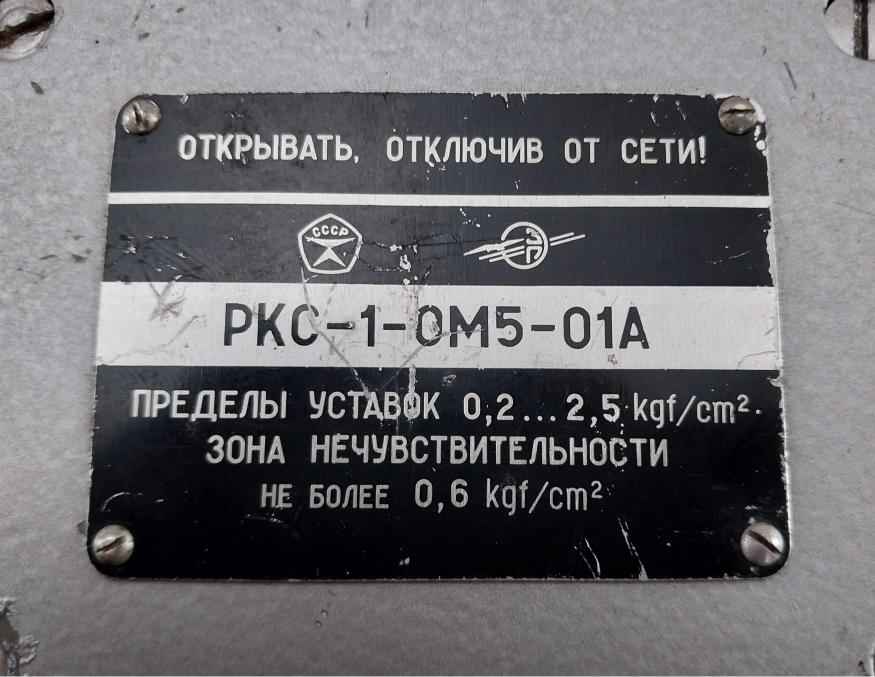 ОТКРЫВАТЬ, ОТКЛЮЧИВ ОТ СЕТИ!
СССР
РКС-1-ОМ5-01А
ПРЕДЕЛЫ УСТАВОК 0,2...2,5 kgf/cm².
ЗОНА НЕЧУВСТВИТЕЛЬНОСТИ
НЕ БОЛЕЕ 0,6 kgf/cm²